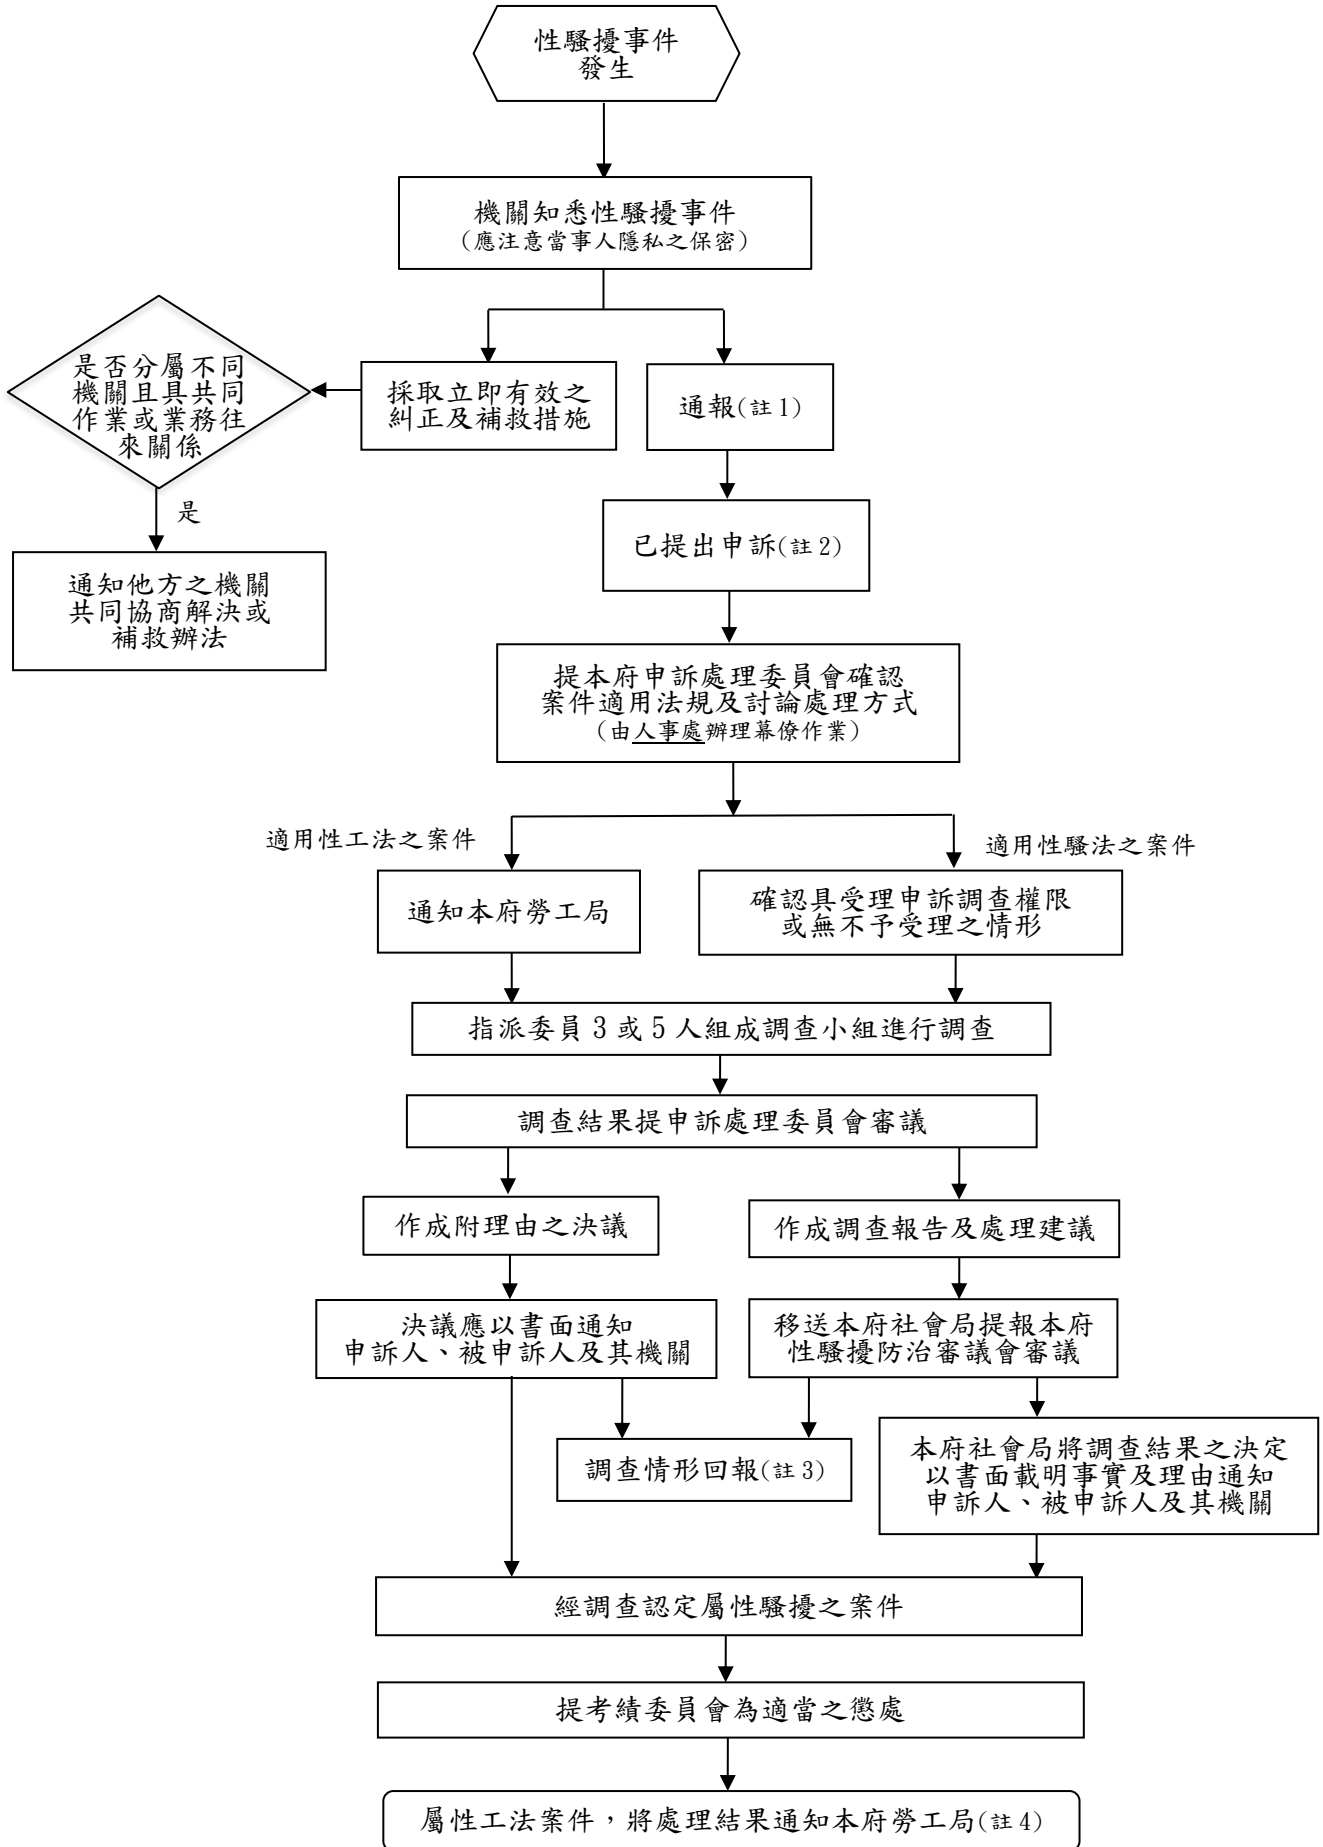 性騷擾事件
發生
機關知悉性騷擾事件
(應注意當事人隱私之保密)
是否分屬不同
機關且具共同
作業或業務往
來關係
採取立即有效之
糾正及補救措施
通報(註1)
是
已提出申訴(註2)
通知他方之機關
共同協商解決或
補救辦法
提本府申訴處理委員會確認
案件適用法規及討論處理方式
(由人事處辦理幕僚作業)
適用性工法之案件
適用性騷法之案件
通知本府勞工局
確認具受理申訴調查權限
或無不予受理之情形
指派委員3或5人組成調查小組進行調查
調查結果提申訴處理委員會審議
作成附理由之決議
作成調查報告及處理建議
決議應以書面通知
申訴人、被申訴人及其機關
移送本府社會局提報本府
性騷擾防治審議會審議
調查情形回報(註3)
本府社會局將調查結果之決定
以書面載明事實及理由通知
申訴人、被申訴人及其機關
經調查認定屬性騷擾之案件
提考績委員會為適當之懲處
屬性工法案件，將處理結果通知本府勞工局(註4)